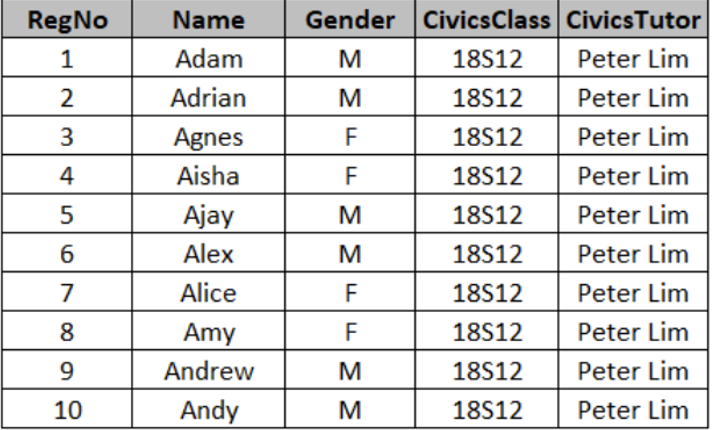 RegNo Name Gender CivicsClass CivicsTutor
1 Adam M 18S12 Peter Lim
2 Adrian M 18S12 Peter Lim
3 Agnes F 18S12 Peter Lim
4 Aisha F 18S12 Peter Lim
5 Ajay M 18S12 Peter Lim
6 Alex M 18S12 Peter Lim
7 Alice F 18S12 Peter Lim
8 Amy F 18S12 Peter Lim
9 Andrew M 18S12 Peter Lim
10 Andy M 18S12 Peter Lim